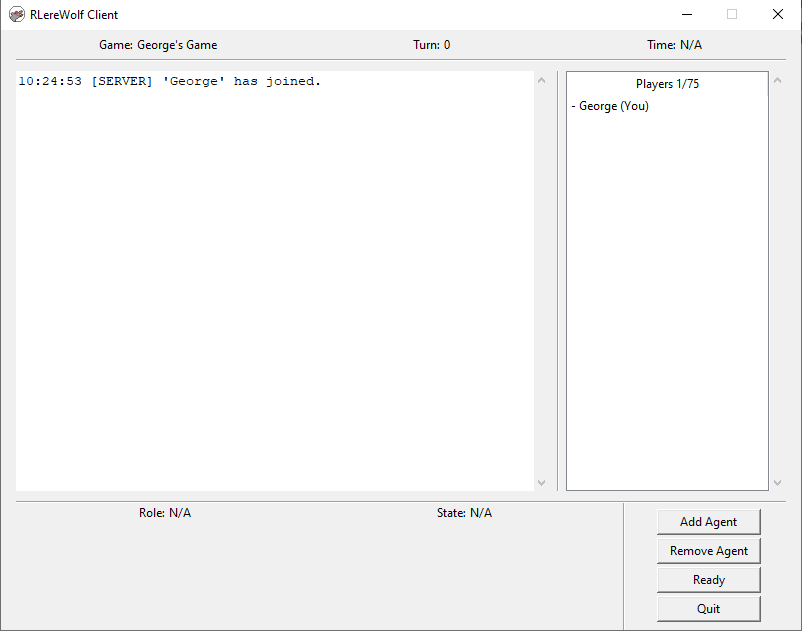 RLereWolf Client
Game: George's Game
Turn: 0
Time: N/A
10:24:53 [SERVER] 'George' has joined.
Players 1/75
- George (You)
Role: N/A
State: N/A
Add Agent
Remove Agent
Ready
Quit